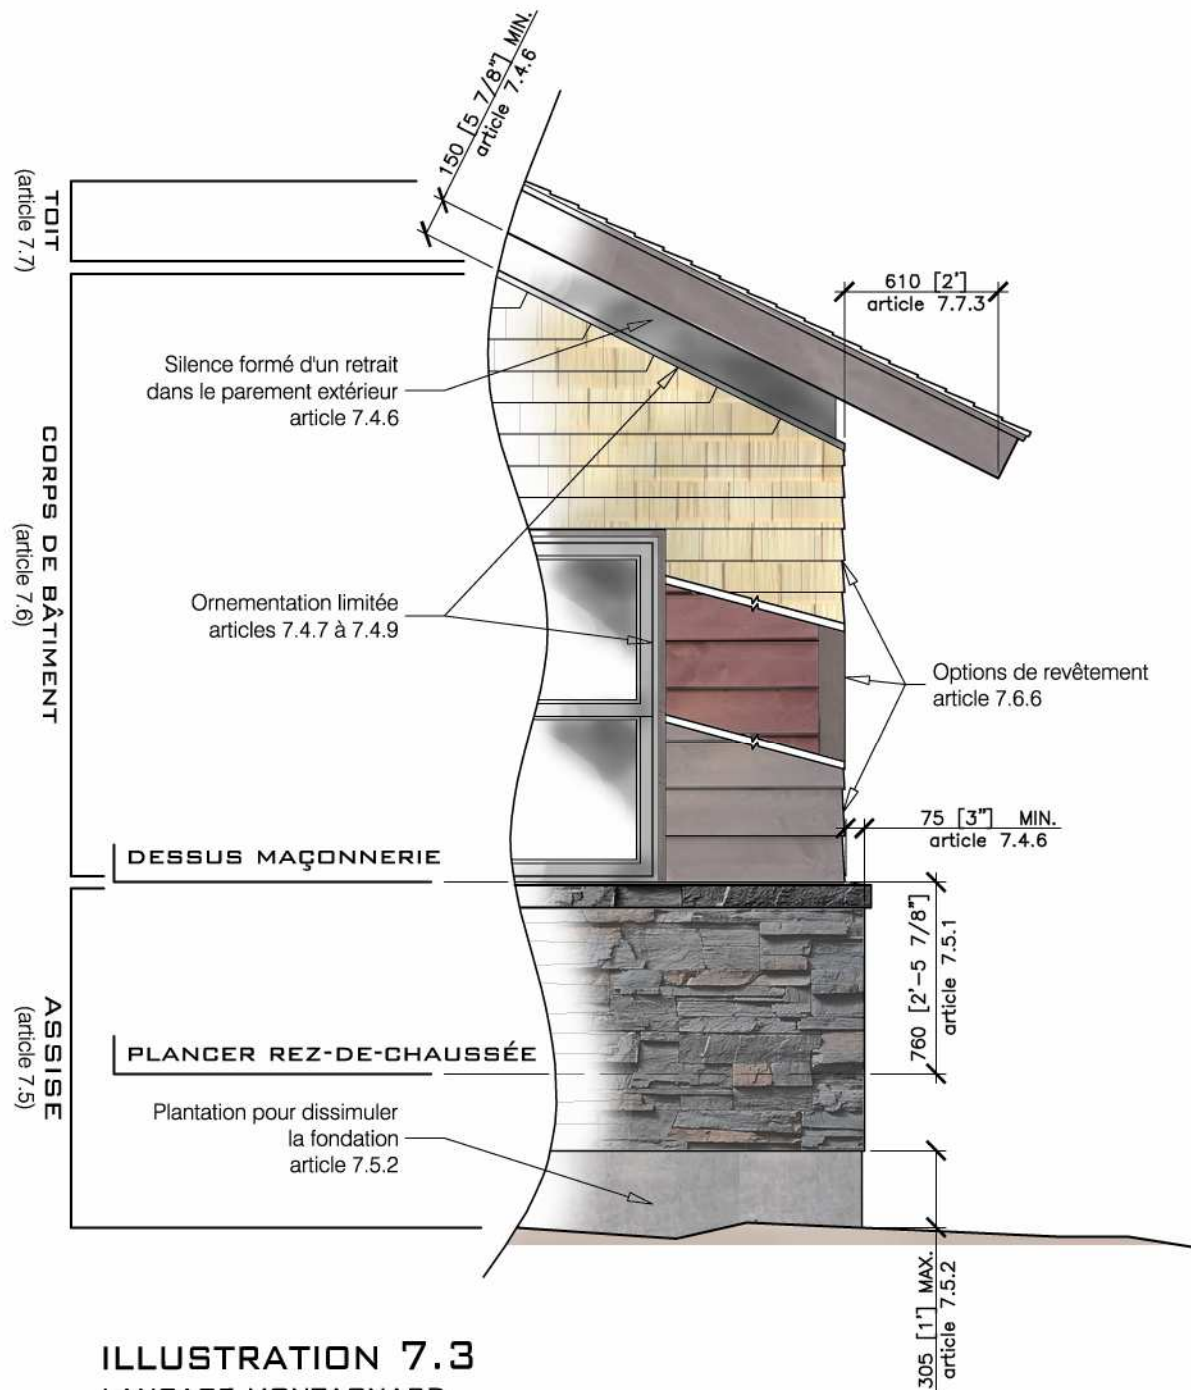 150 [5 7/8"] MIN.
article 7.4.6
TOIT
(article 7.7)
610 [2']
article 7.7.3
Silence formé d'un retrait
dans le parement extérieur
article 7.4.6
CORPS DE BÂTIMENT
(article 7.6)
Ornementation limitée
articles 7.4.7 à 7.4.9
Options de revêtement
article 7.6.6
75 [3"] MIN.
article 7.4.6
DESSUS MAÇONNERIE
760 [2'-5 7/8"]
article 7.5.1
ASSISE
(article 7.5)
PLANCER REZ-DE-CHAUSSÉE
Plantation pour dissimuler
la fondation
article 7.5.2
305 [1'] MAX.
article 7.5.2
ILLUSTRATION 7.3
LANGAGE MONTAGNARD